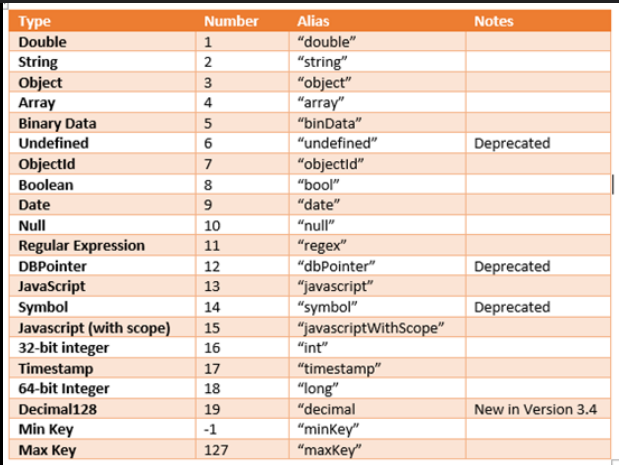 Type Number Alias Notes
Double 1 “double”
String 2 “string”
Object 3 “object”
Array 4 “array”
Binary Data 5 “binData”
Undefined 6 “undefined” Deprecated
ObjectId 7 “objectId”
Boolean 8 “bool”
Date 9 “date”
Null 10 “null”
Regular Expression 11 “regex”
DBPointer 12 “dbPointer” Deprecated
JavaScript 13 “javascript”
Symbol 14 “symbol” Deprecated
Javascript (with scope) 15 “javascriptWithScope”
32-bit integer 16 “int”
Timestamp 17 “timestamp”
64-bit Integer 18 “long”
Decimal128 19 “decimal New in Version 3.4
Min Key -1 “minKey”
Max Key 127 “maxKey”